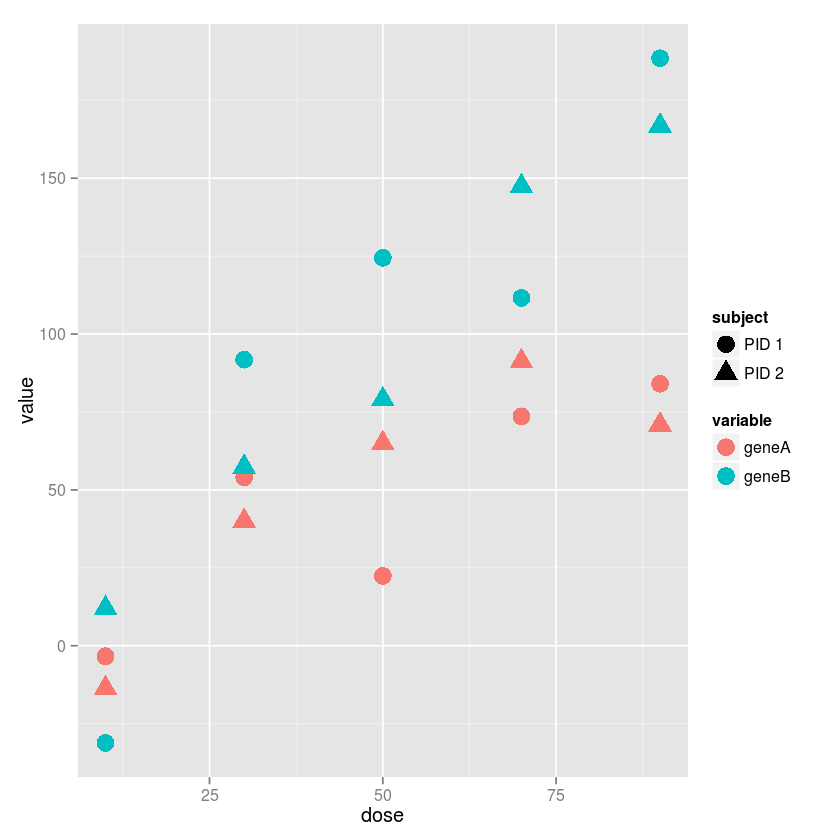 150
100
50
0
25 50 75
dose
value
subject
PID 1
PID 2
variable
geneA
geneB